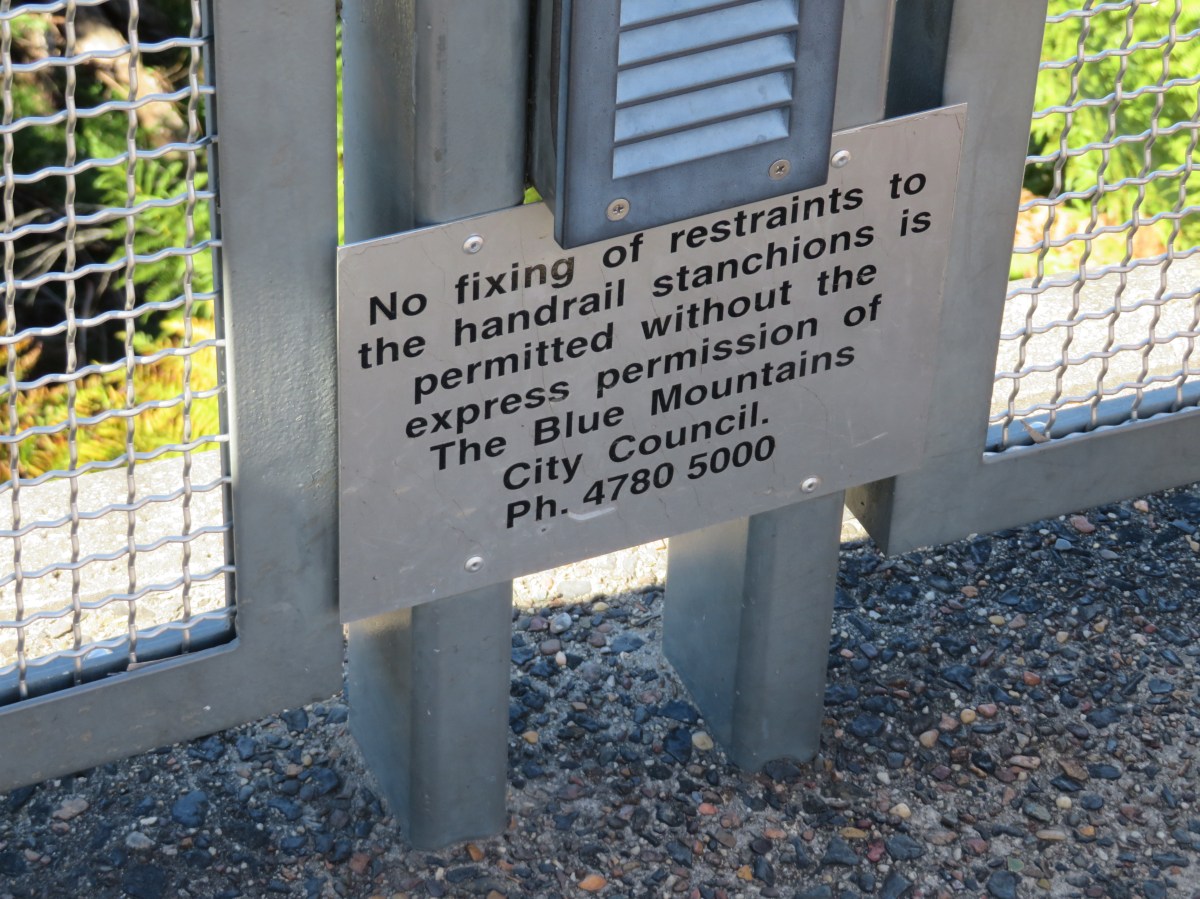 No fixing of restraints to
the handrail stanchions is
permitted without the
express permission of
The Blue Mountains
City Council.
Ph. 4780 5000